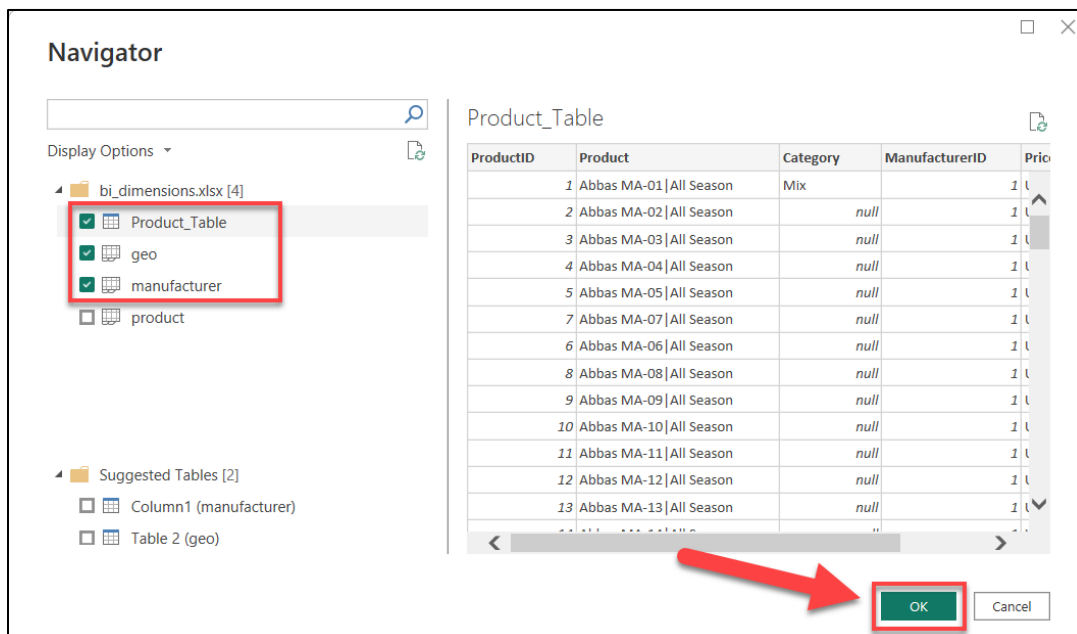 Navigator
Display Options
bi_dimensions.xlsx [4]
Product_Table
geo
manufacturer
product
Suggested Tables [2]
Column1 (manufacturer)
Table 2 (geo)
Product_Table
ProductID Product Category ManufacturerID
1 Abbas MA-01|All Season Mix 1
2 Abbas MA-02|All Season null 1
3 Abbas MA-03|All Season null 1
4 Abbas MA-04|All Season null 1
5 Abbas MA-05|All Season null 1
7 Abbas MA-07|All Season null 1
6 Abbas MA-06|All Season null 1
8 Abbas MA-08|All Season null 1
9 Abbas MA-09|All Season null 1
10 Abbas MA-10|All Season null 1
11 Abbas MA-11|All Season null 1
12 Abbas MA-12|All Season null 1
13 Abbas MA-13|All Season null 1
OK Cancel